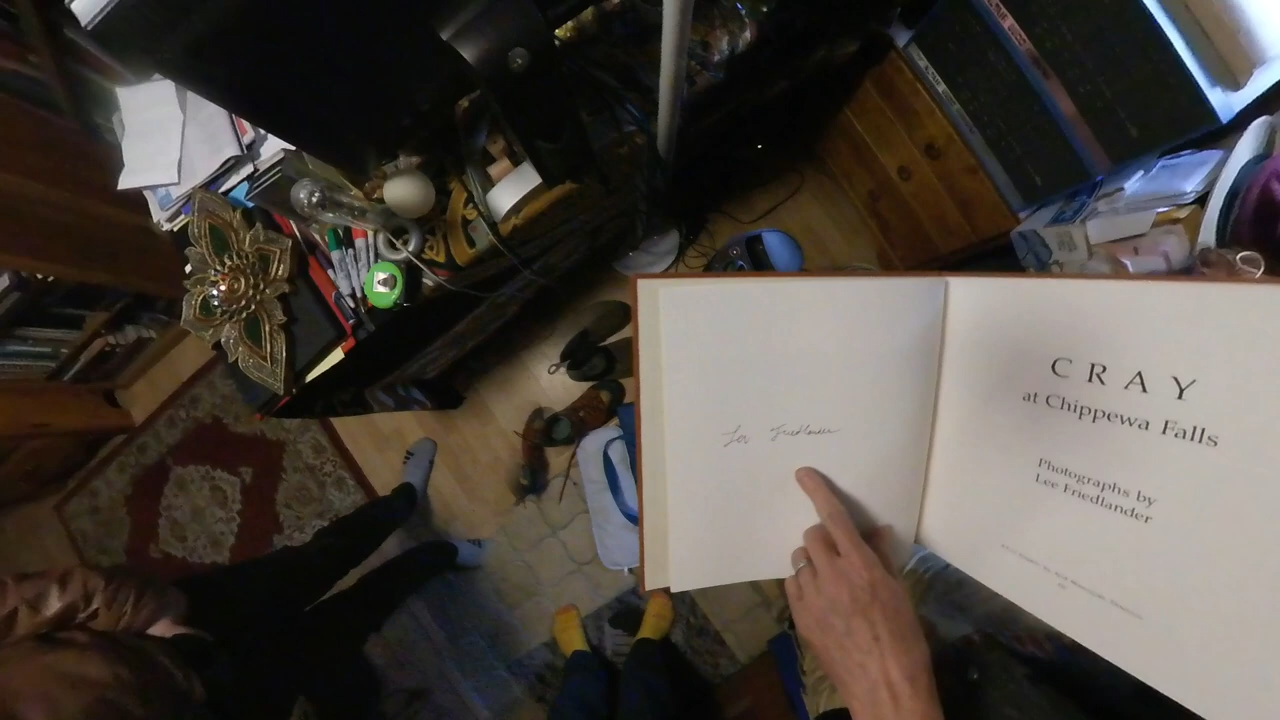 Lee Friedlander
CRAY
at Chippewa Falls
Photographs by
Lee Friedlander